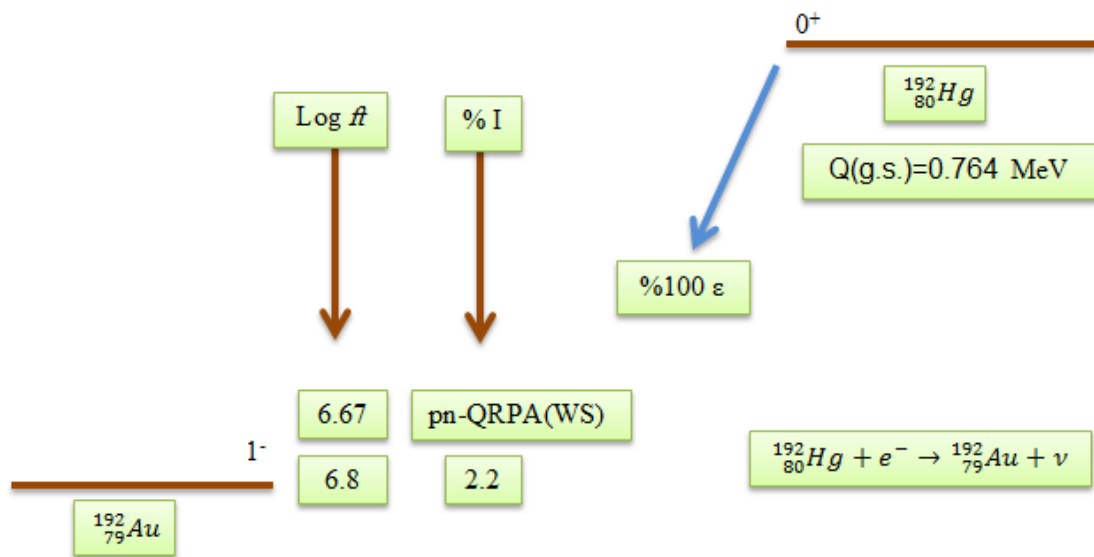 0⁺
¹⁹²₈₀Hg
Log ft
% I
Q(g.s.)=0.764 MeV
%100 ε
6.67
pn-QRPA(WS)
1⁻
¹⁹²₈₀Hg + e⁻ → ¹⁹²₇₉Au + ν
6.8
2.2
¹⁹²₇₉Au